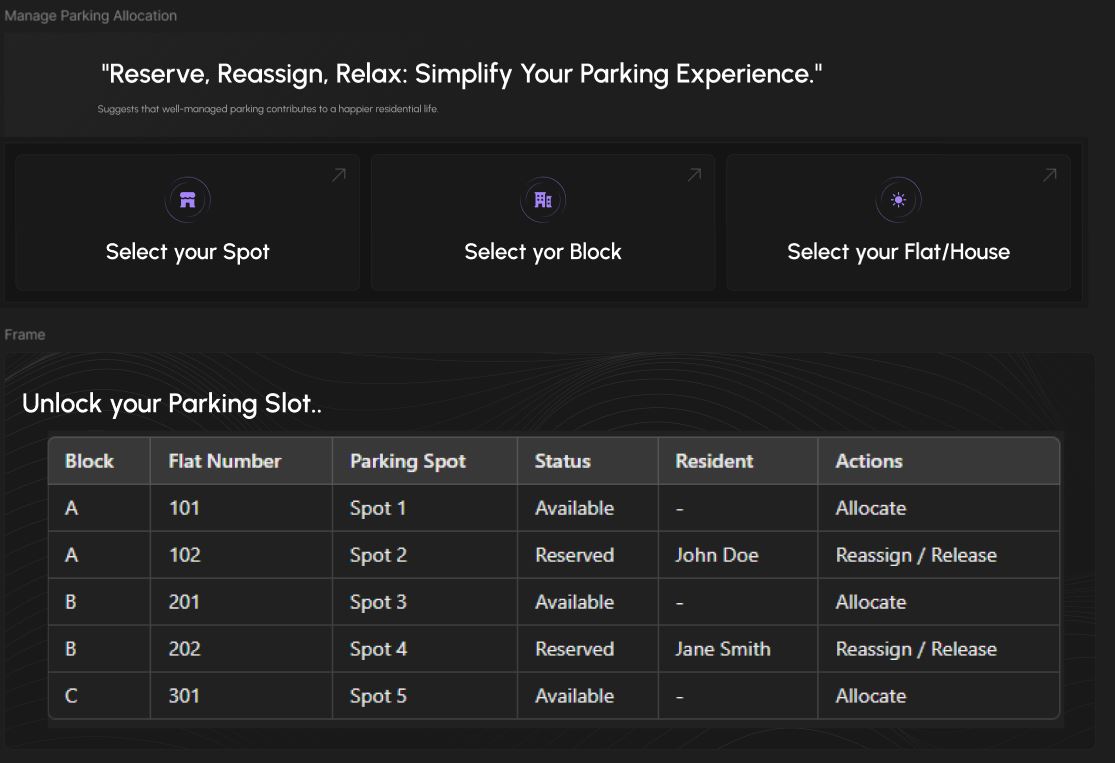 Manage Parking Allocation
"Reserve, Reassign, Relax: Simplify Your Parking Experience."
Suggests that well-managed parking contributes to a happier residential life.
Select your Spot
Select yor Block
Select your Flat/House
Frame
Unlock your Parking Slot..
Block Flat Number Parking Spot Status Resident Actions
A 101 Spot 1 Available - Allocate
A 102 Spot 2 Reserved John Doe Reassign / Release
B 201 Spot 3 Available - Allocate
B 202 Spot 4 Reserved Jane Smith Reassign / Release
C 301 Spot 5 Available - Allocate